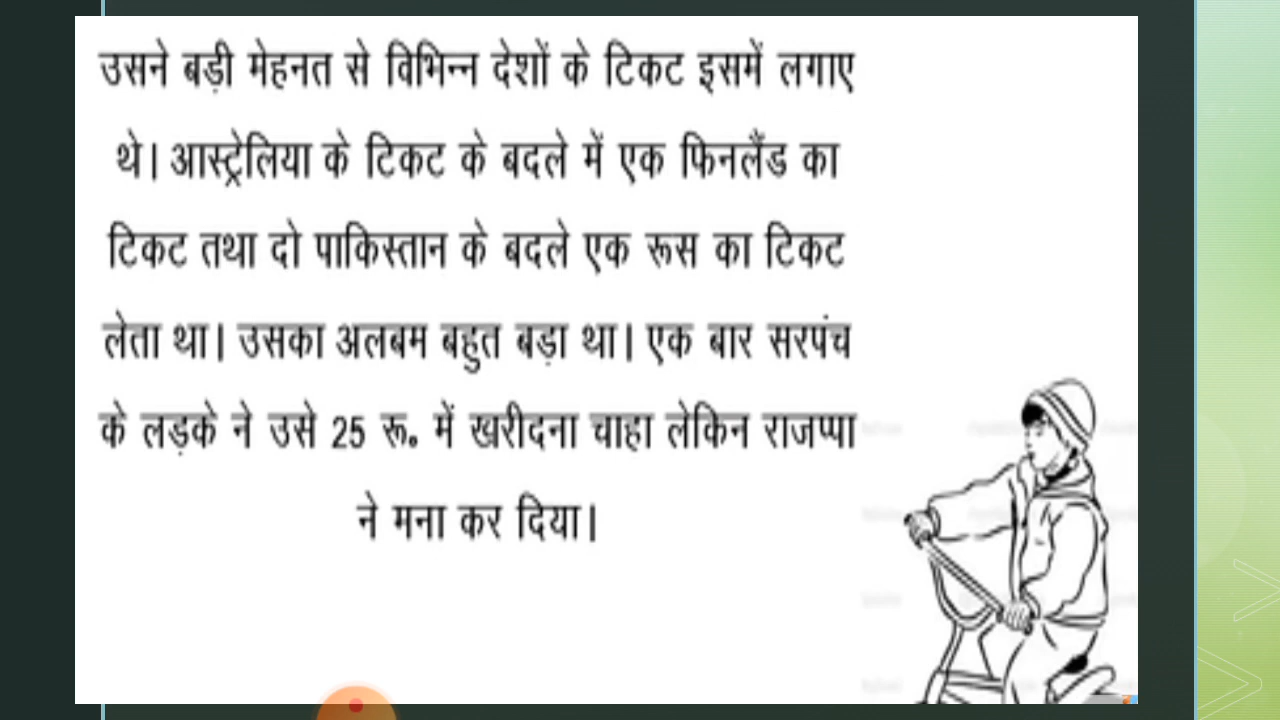 उसने बड़ी मेहनत से विभिन्न देशों के टिकट इसमें लगाए
थे। आस्ट्रेलिया के टिकट के बदले में एक फिनलैंड का
टिकट तथा दो पाकिस्तान के बदले एक रूस का टिकट
लेता था। उसका अलबम बहुत बड़ा था। एक बार सरपंच
के लड़के ने उसे 25 रू. में खरीदना चाहा लेकिन राजप्पा
ने मना कर दिया।